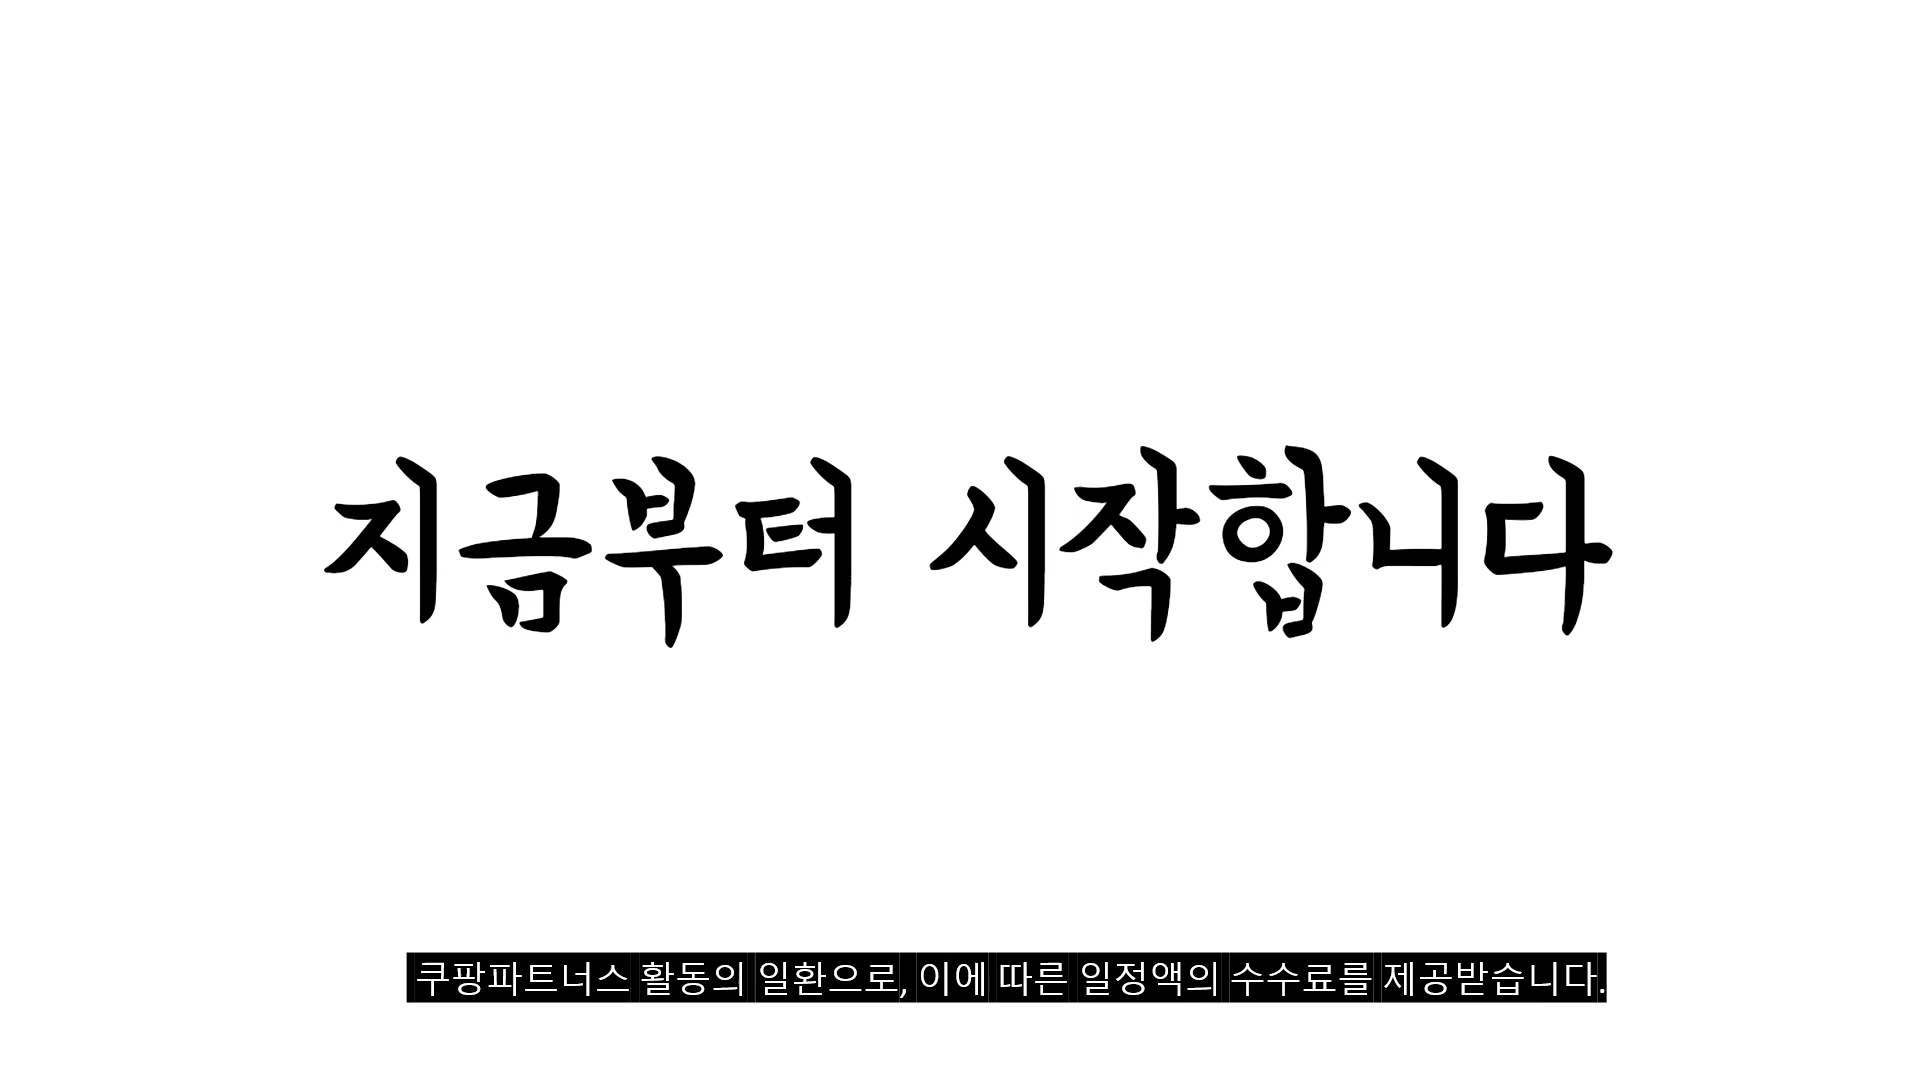 지금부터 시작합니다
쿠팡파트너스 활동의 일환으로, 이에 따른 일정액의 수수료를 제공받습니다.